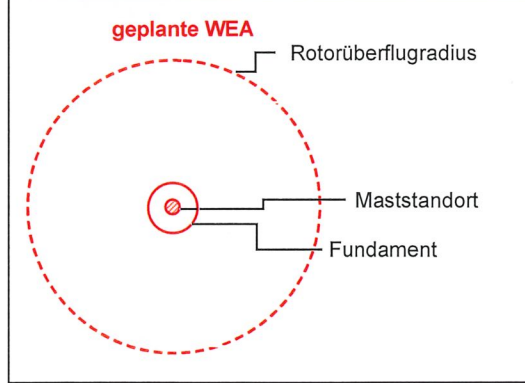 geplante WEA
Rotorüberflugradius
Maststandort
Fundament